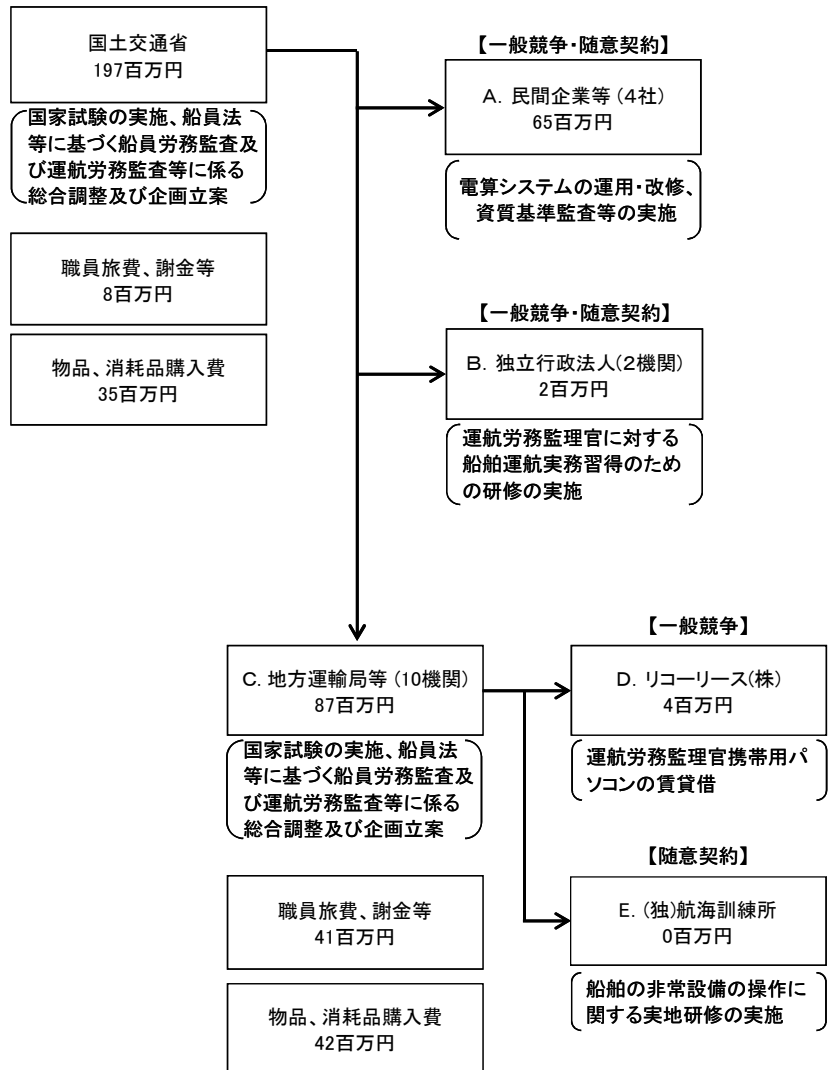 国土交通省
197百万円
国家試験の実施、船員法
等に基づく船員労務監査及
び運航労務監査等に係る
総合調整及び企画立案
職員旅費、謝金等
8百万円
物品、消耗品購入費
35百万円
【一般競争・随意契約】
A. 民間企業等(4社)
65百万円
電算システムの運用・改修、
資質基準監査等の実施
【一般競争・随意契約】
B. 独立行政法人(2機関)
2百万円
運航労務監理官に対する
船舶運航実務習得のため
の研修の実施
C. 地方運輸局等(10機関)
87百万円
国家試験の実施、船員法
等に基づく船員労務監査及
び運航労務監査等に係る
総合調整及び企画立案
職員旅費、謝金等
41百万円
物品、消耗品購入費
42百万円
【一般競争】
D. リコーリース(株)
4百万円
運航労務監理官携帯用パ
ソコンの賃貸借
【随意契約】
E. (独)航海訓練所
0百万円
船舶の非常設備の操作に
関する実地研修の実施